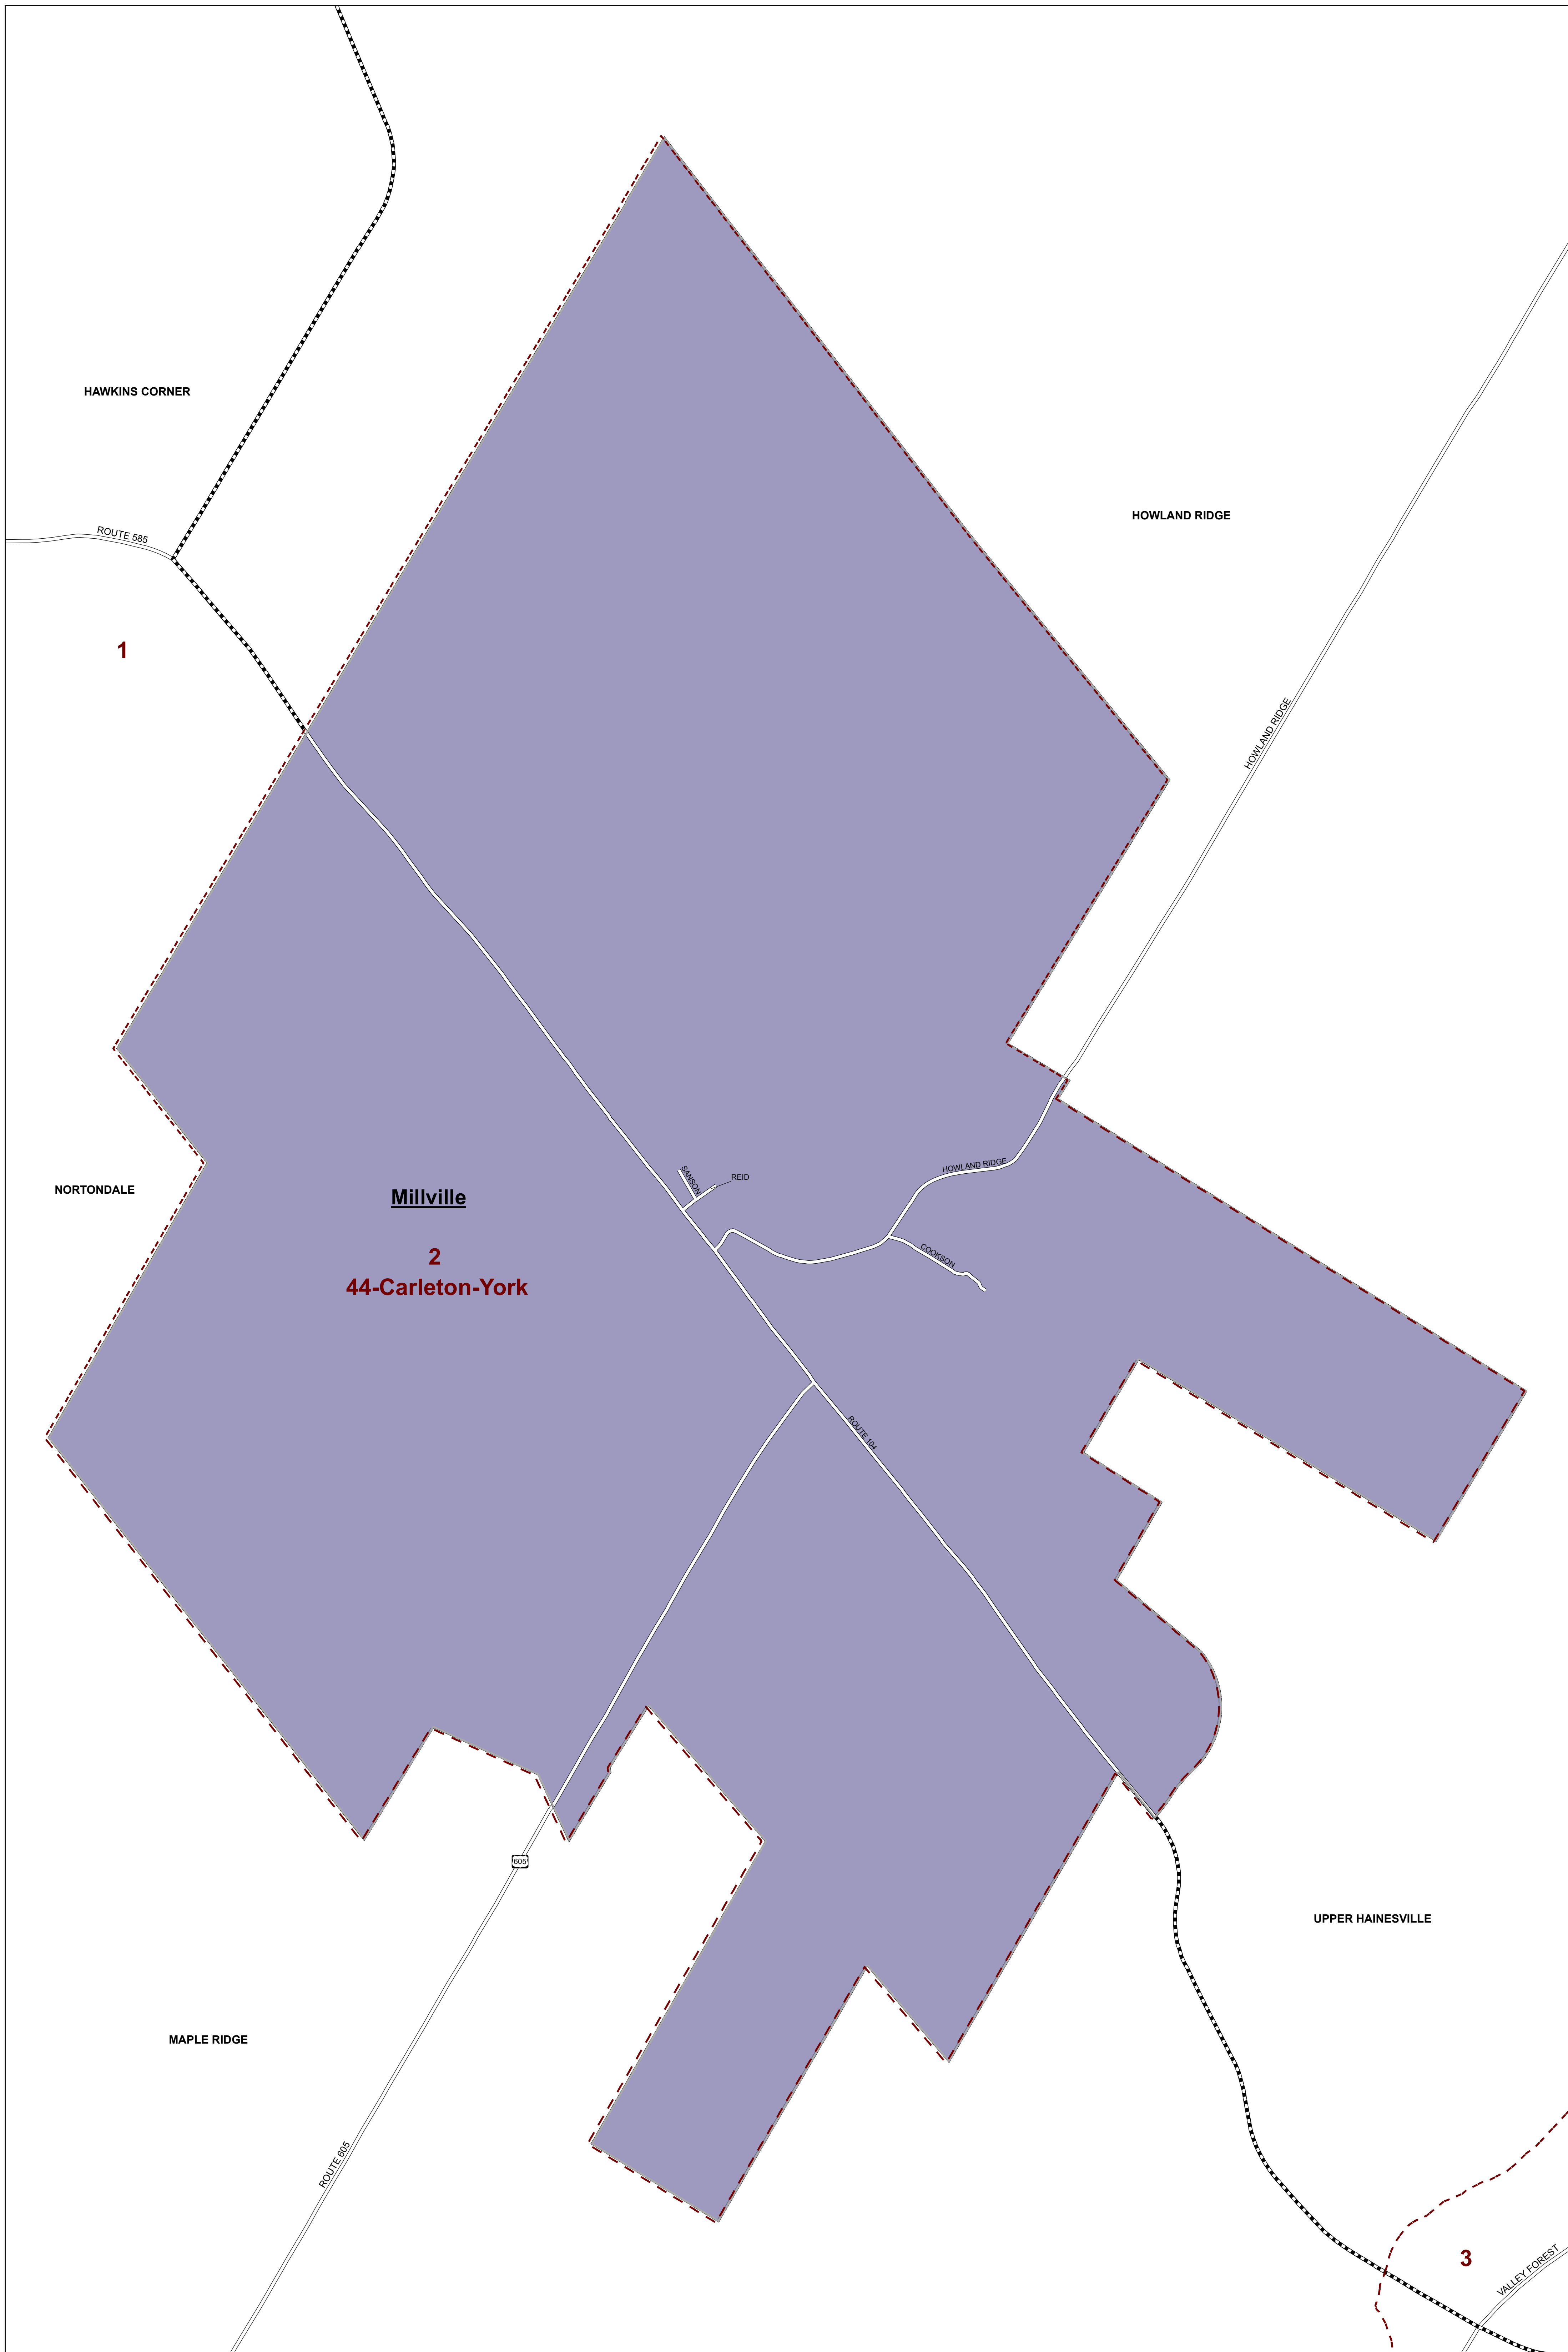 HAWKINS CORNER
HOWLAND RIDGE
ROUTE 585
1
HOWLAND RIDGE
HOWLAND RIDGE
SANSON
REID
NORTONDALE
Millville
COOKSON
2
44-Carleton-York
ROUTE 104
605
UPPER HAINESVILLE
MAPLE RIDGE
ROUTE 605
3
VALLEY FOREST